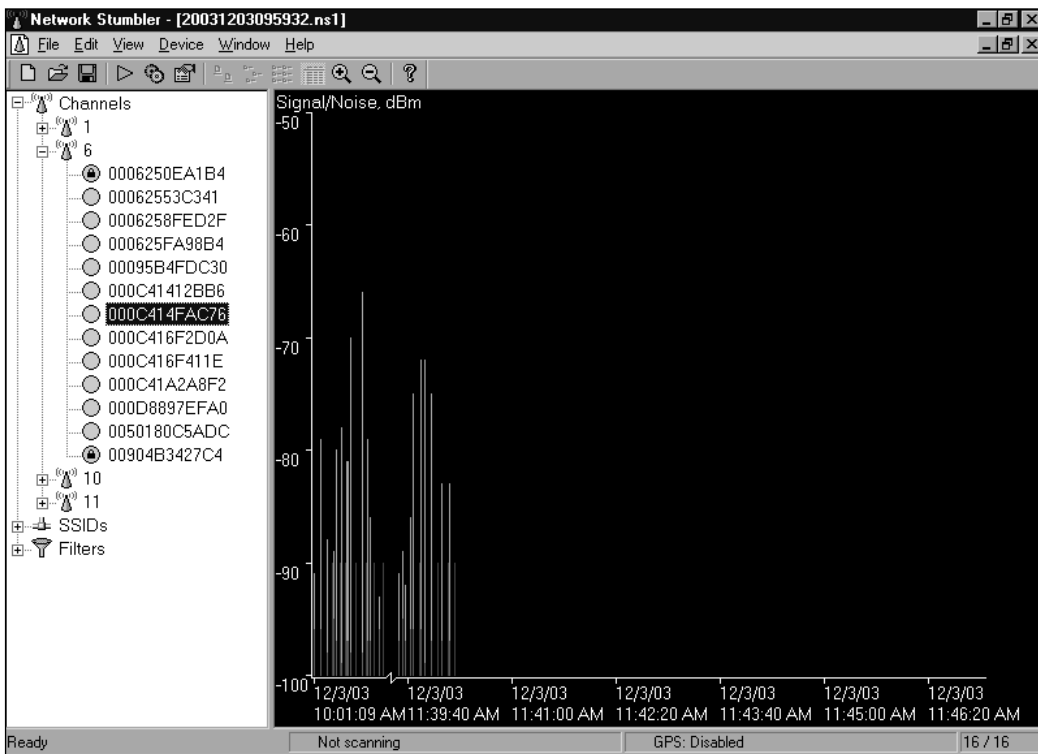 Network Stumbler - [20031203095932.ns1]
File Edit View Device Window Help
Channels
1
6
0006250EA1B4
00062553C341
0006258FED2F
000625FA98B4
00095B4FDC30
000C41412BB6
000C414FAC76
000C416F2D0A
000C416F411E
000C41A2A8F2
000D8897EFA0
0050180C5ADC
00904B3427C4
10
11
SSIDs
Filters
Signal/Noise, dBm
-50
-60
-70
-80
-90
-100
12/3/03 12/3/03 12/3/03 12/3/03 12/3/03 12/3/03 12/3/03
10:01:09 AM 11:39:40 AM 11:41:00 AM 11:42:20 AM 11:43:40 AM 11:45:00 AM 11:46:20 AM
Ready Not scanning GPS: Disabled 16 / 16